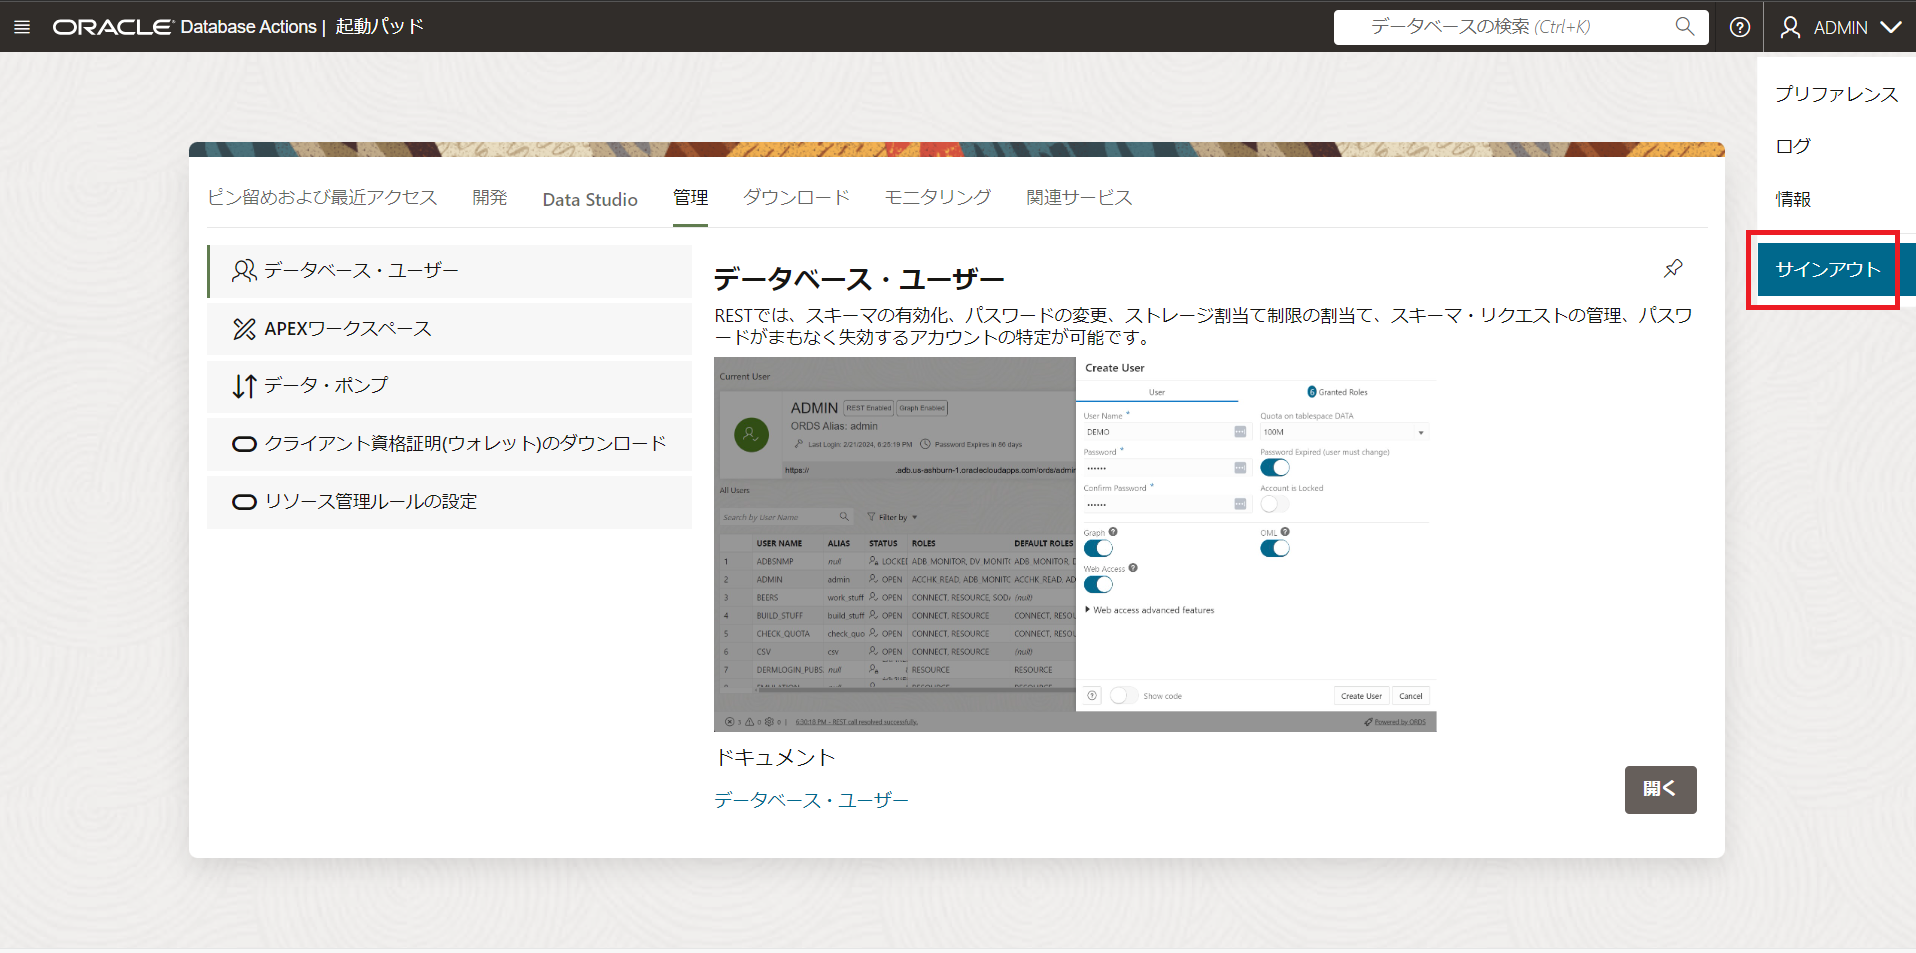 ORACLE Database Actions | 起動パッド
データベースの検索 (Ctrl+K)
ADMIN
プリファレンス
ログ
情報
サインアウト
ピン留めおよび最近アクセス 開発 Data Studio 管理 ダウンロード モニタリング 関連サービス
データベース・ユーザー
APEXワークスペース
データ・ポンプ
クライアント資格証明(ウォレット)のダウンロード
リソース管理ルールの設定
データベース・ユーザー
RESTでは、スキーマの有効化、パスワードの変更、ストレージ割当て制限の割当て、スキーマ・リクエストの管理、パスワ
ードがまもなく失効するアカウントの特定が可能です。
Current User
ADMIN REST Enabled Graph Enabled
ORDS Alias: admin
Last Login: 2/21/2024, 6:25:19 PM Password Expires in 66 days
https:// .adb.us-ashburn-1.oraclecloudapps.com/ords/admin
All Users
Search by User Name Filter by
USER NAME ALIAS STATUS ROLES DEFAULT ROLES
1 ADBSNMP null LOCKED ADB_MONITOR, DV_MONIT ADB_MONITOR, D
2 ADMIN admin OPEN ACCHK_READ, ADB_MONITO ACCHK_READ, AD
3 BEERS work_stuff OPEN CONNECT, RESOURCE, SODA (null)
4 BUILD_STUFF build_stuff OPEN CONNECT, RESOURCE CONNECT, RESOU
5 CHECK_QUOTA check_quo OPEN CONNECT, RESOURCE CONNECT, RESOU
6 CSV csv OPEN CONNECT, RESOURCE (null)
7 DERMLOGIN_PUBS null RESOURCE RESOURCE
3 0 0 | 6:30:18 PM - REST call resolved successfully.
Powered by ORDS
Create User
User 6 Granted Roles
User Name * Quota on tablespace DATA
DEMO 100M
Password * Password Expired (user must change)
••••••
Confirm Password * Account is Locked
••••••
Graph OML
Web Access
Web access advanced features
Show code Create User Cancel
ドキュメント
データベース・ユーザー
開く